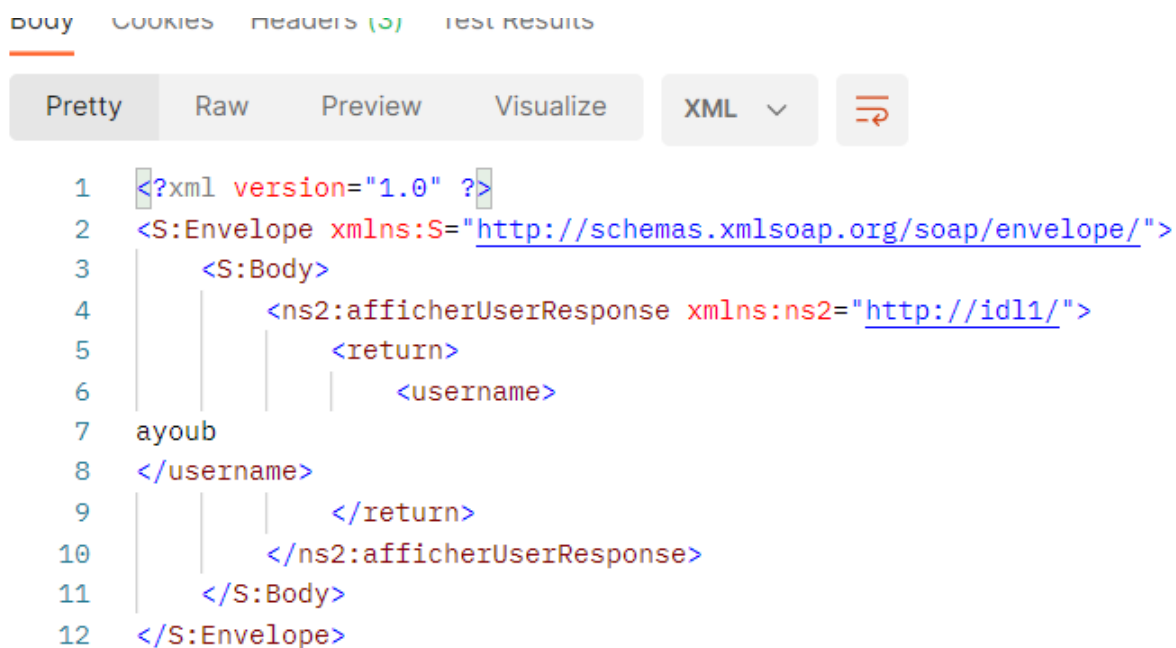 Body Cookies Headers (3) Test Results
Pretty Raw Preview Visualize XML
1 <?xml version="1.0" ?>
2 <S:Envelope xmlns:S="http://schemas.xmlsoap.org/soap/envelope/">
3 <S:Body>
4 <ns2:afficherUserResponse xmlns:ns2="http://idl1/">
5 <return>
6 <username>
7 ayoub
8 </username>
9 </return>
10 </ns2:afficherUserResponse>
11 </S:Body>
12 </S:Envelope>